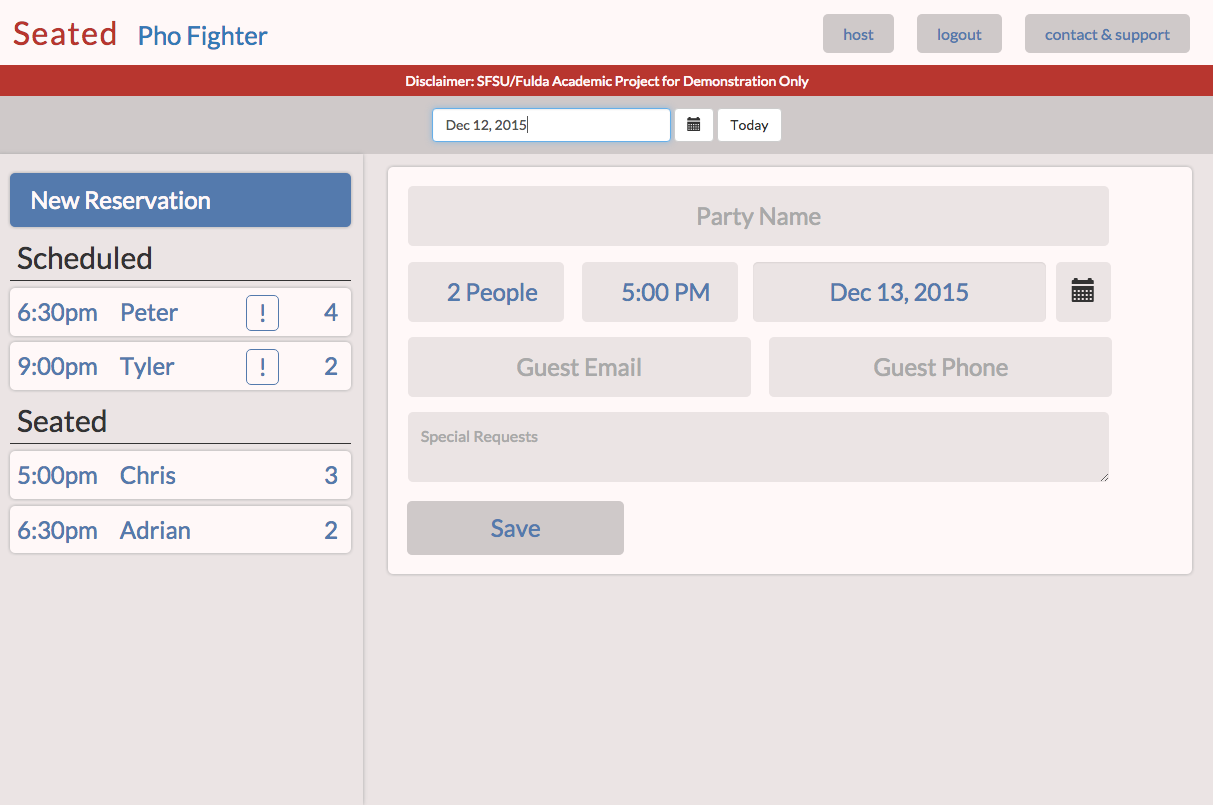 Seated Pho Fighter host logout contact & support
Disclaimer: SFSU/Fulda Academic Project for Demonstration Only
Dec 12, 2015 Today
New Reservation
Scheduled
6:30pm Peter ! 4
9:00pm Tyler ! 2
Seated
5:00pm Chris 3
6:30pm Adrian 2
Party Name
2 People 5:00 PM Dec 13, 2015
Guest Email Guest Phone
Special Requests
Save